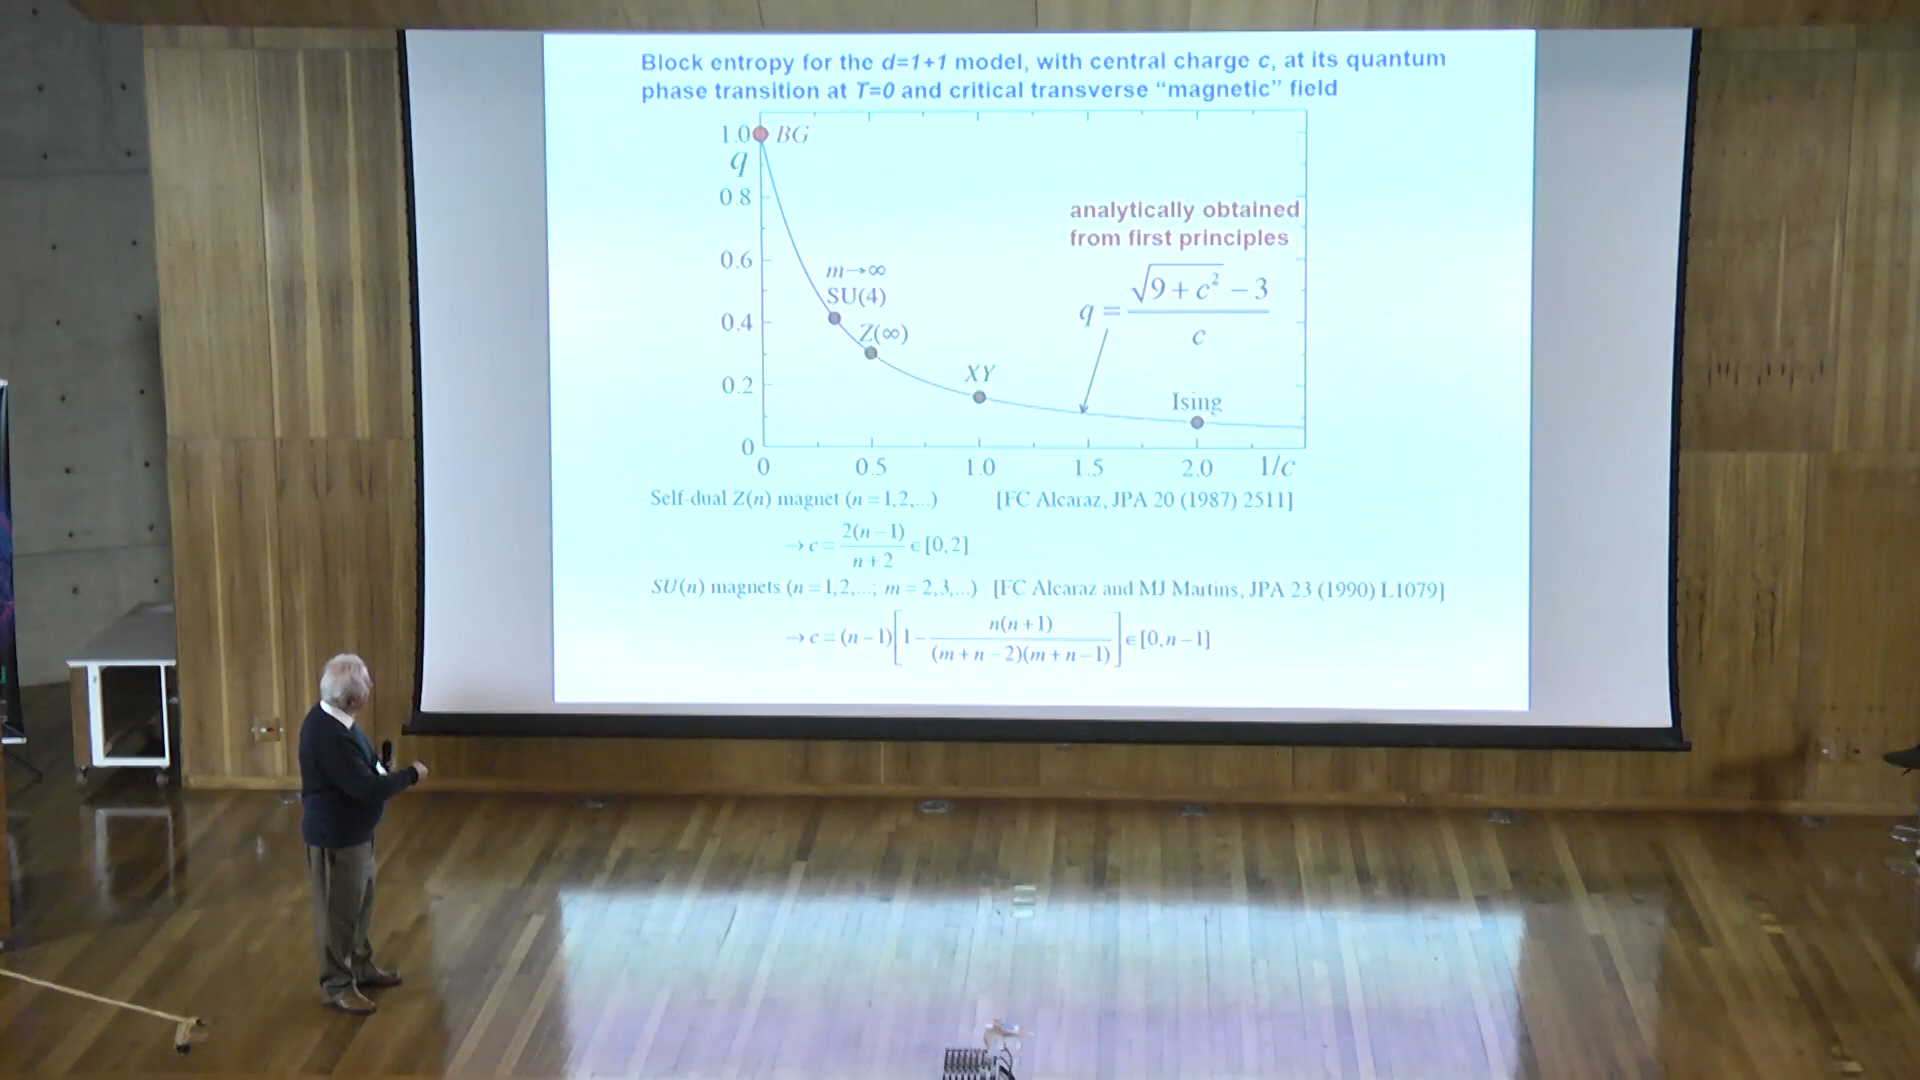 Block entropy for the d=1+1 model, with central charge c, at its quantum
phase transition at T=0 and critical transverse “magnetic” field
1.0
BG
q
0.8
analytically obtained
from first principles
0.6
m→∞
SU(4)
q = (√(9 + c²) − 3) / c
0.4
Z(∞)
XY
0.2
Ising
0
0 0.5 1.0 1.5 2.0 1/c
Self-dual Z(n) magnet (n = 1,2,...) [FC Alcaraz, JPA 20 (1987) 2511]
→ c = 2(n − 1) / (n + 2) ∈ [0,2]
SU(n) magnets (n = 1,2,...; m = 2,3,...) [FC Alcaraz and MJ Martins, JPA 23 (1990) L1079]
→ c = (n − 1)[1 − n(n + 1) / ((m + n − 2)(m + n − 1))] ∈ [0, n − 1]